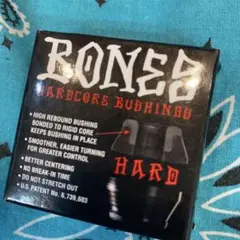 BONES
HARDCORE BUSHINGS
• HIGH REBOUND BUSHING
BONDED TO RIGID CORE
KEEPS BUSHING IN PLACE
• SMOOTHER, EASIER TURNING
FOR GREATER CONTROL
HARD
• BETTER CENTERING
• NO BREAK-IN TIME
• DO NOT STRETCH OUT
• U.S. PATENT No. 6,739,603